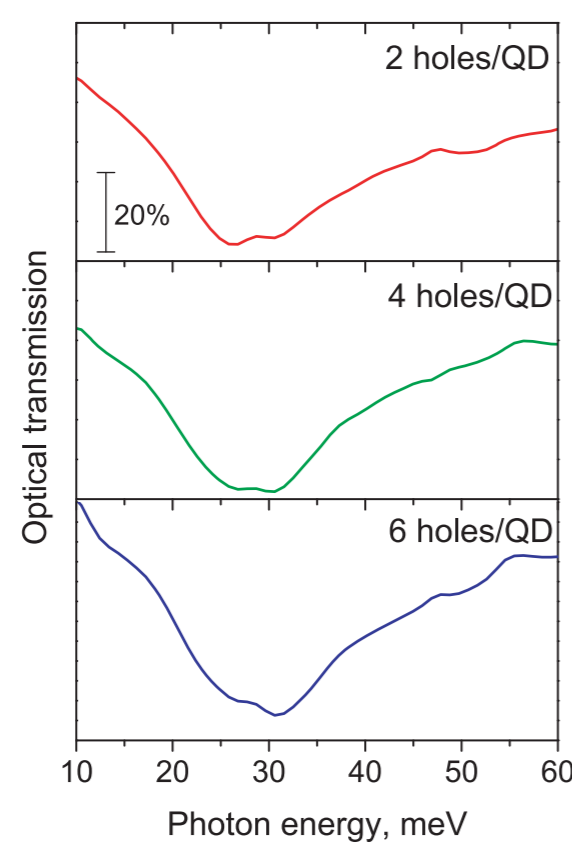 2 holes/QD
20%
4 holes/QD
6 holes/QD
Optical transmission
10 20 30 40 50 60
Photon energy, meV